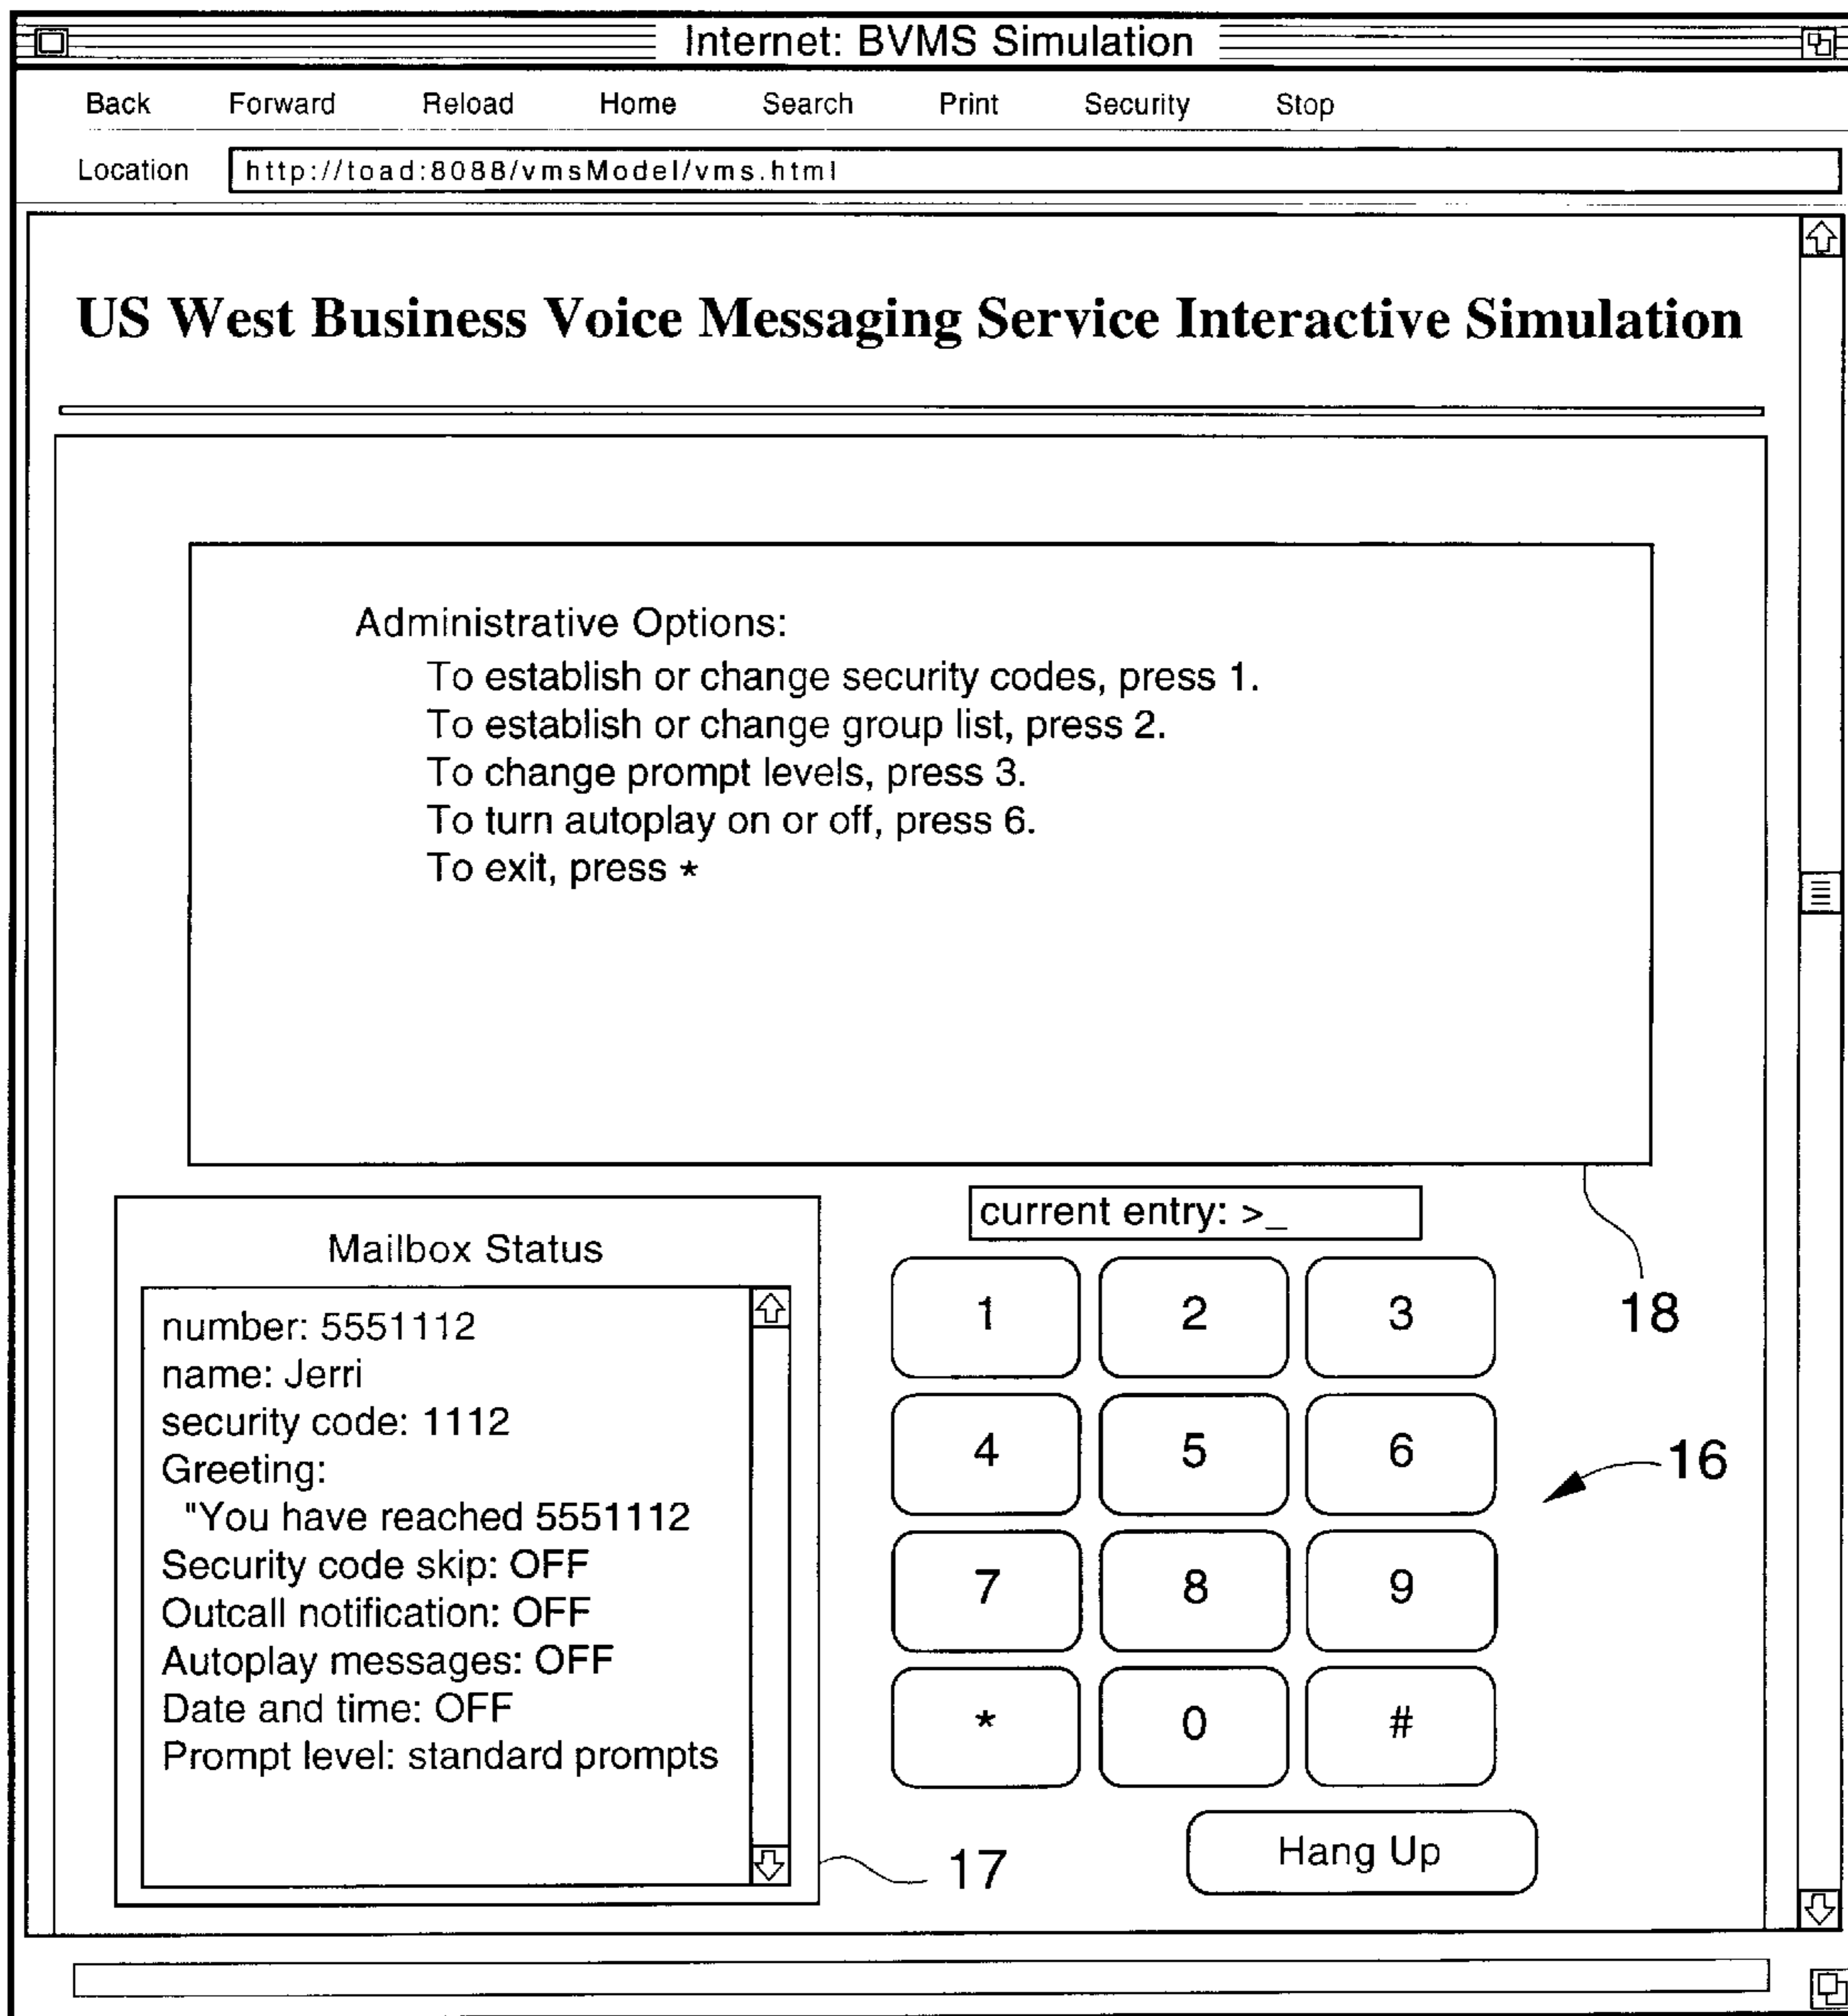 Internet: BVMS Simulation
Back Forward Reload Home Search Print Security Stop
Location http://toad:8088/vmsModel/vms.html
US West Business Voice Messaging Service Interactive Simulation
Administrative Options:
To establish or change security codes, press 1.
To establish or change group list, press 2.
To change prompt levels, press 3.
To turn autoplay on or off, press 6.
To exit, press *
18
Mailbox Status
number: 5551112
name: Jerri
security code: 1112
Greeting:
"You have reached 5551112
Security code skip: OFF
Outcall notification: OFF
Autoplay messages: OFF
Date and time: OFF
Prompt level: standard prompts
17
current entry: >_
1 2 3
4 5 6
7 8 9
* 0 #
16
Hang Up